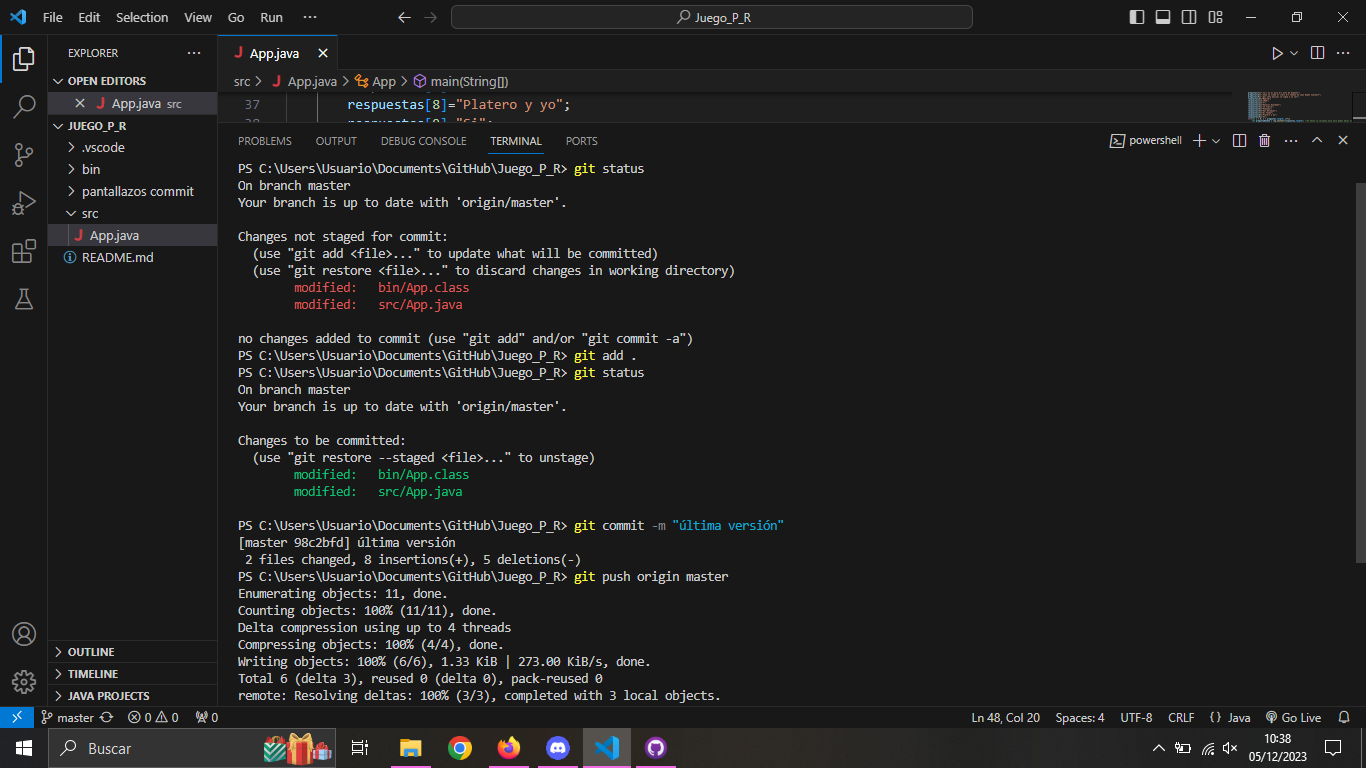 File Edit Selection View Go Run ··· Juego_P_R
EXPLORER ···
OPEN EDITORS
App.java src
JUEGO_P_R
.vscode
bin
pantallazos commit
src
App.java
README.md
OUTLINE
TIMELINE
JAVA PROJECTS
App.java
src > App.java > App > main(String[])
37 respuestas[8]="Platero y yo";
PROBLEMS OUTPUT DEBUG CONSOLE TERMINAL PORTS powershell
PS C:\Users\Usuario\Documents\GitHub\Juego_P_R> git status
On branch master
Your branch is up to date with 'origin/master'.
Changes not staged for commit:
(use "git add <file>..." to update what will be committed)
(use "git restore <file>..." to discard changes in working directory)
modified: bin/App.class
modified: src/App.java
no changes added to commit (use "git add" and/or "git commit -a")
PS C:\Users\Usuario\Documents\GitHub\Juego_P_R> git add .
PS C:\Users\Usuario\Documents\GitHub\Juego_P_R> git status
On branch master
Your branch is up to date with 'origin/master'.
Changes to be committed:
(use "git restore --staged <file>..." to unstage)
modified: bin/App.class
modified: src/App.java
PS C:\Users\Usuario\Documents\GitHub\Juego_P_R> git commit -m "última versión"
[master 98c2bfd] última versión
2 files changed, 8 insertions(+), 5 deletions(-)
PS C:\Users\Usuario\Documents\GitHub\Juego_P_R> git push origin master
Enumerating objects: 11, done.
Counting objects: 100% (11/11), done.
Delta compression using up to 4 threads
Compressing objects: 100% (4/4), done.
Writing objects: 100% (6/6), 1.33 KiB | 273.00 KiB/s, done.
Total 6 (delta 3), reused 0 (delta 0), pack-reused 0
remote: Resolving deltas: 100% (3/3), completed with 3 local objects.
master 0 0 0 Ln 48, Col 20 Spaces: 4 UTF-8 CRLF {} Java Go Live
Buscar
10:38
05/12/2023